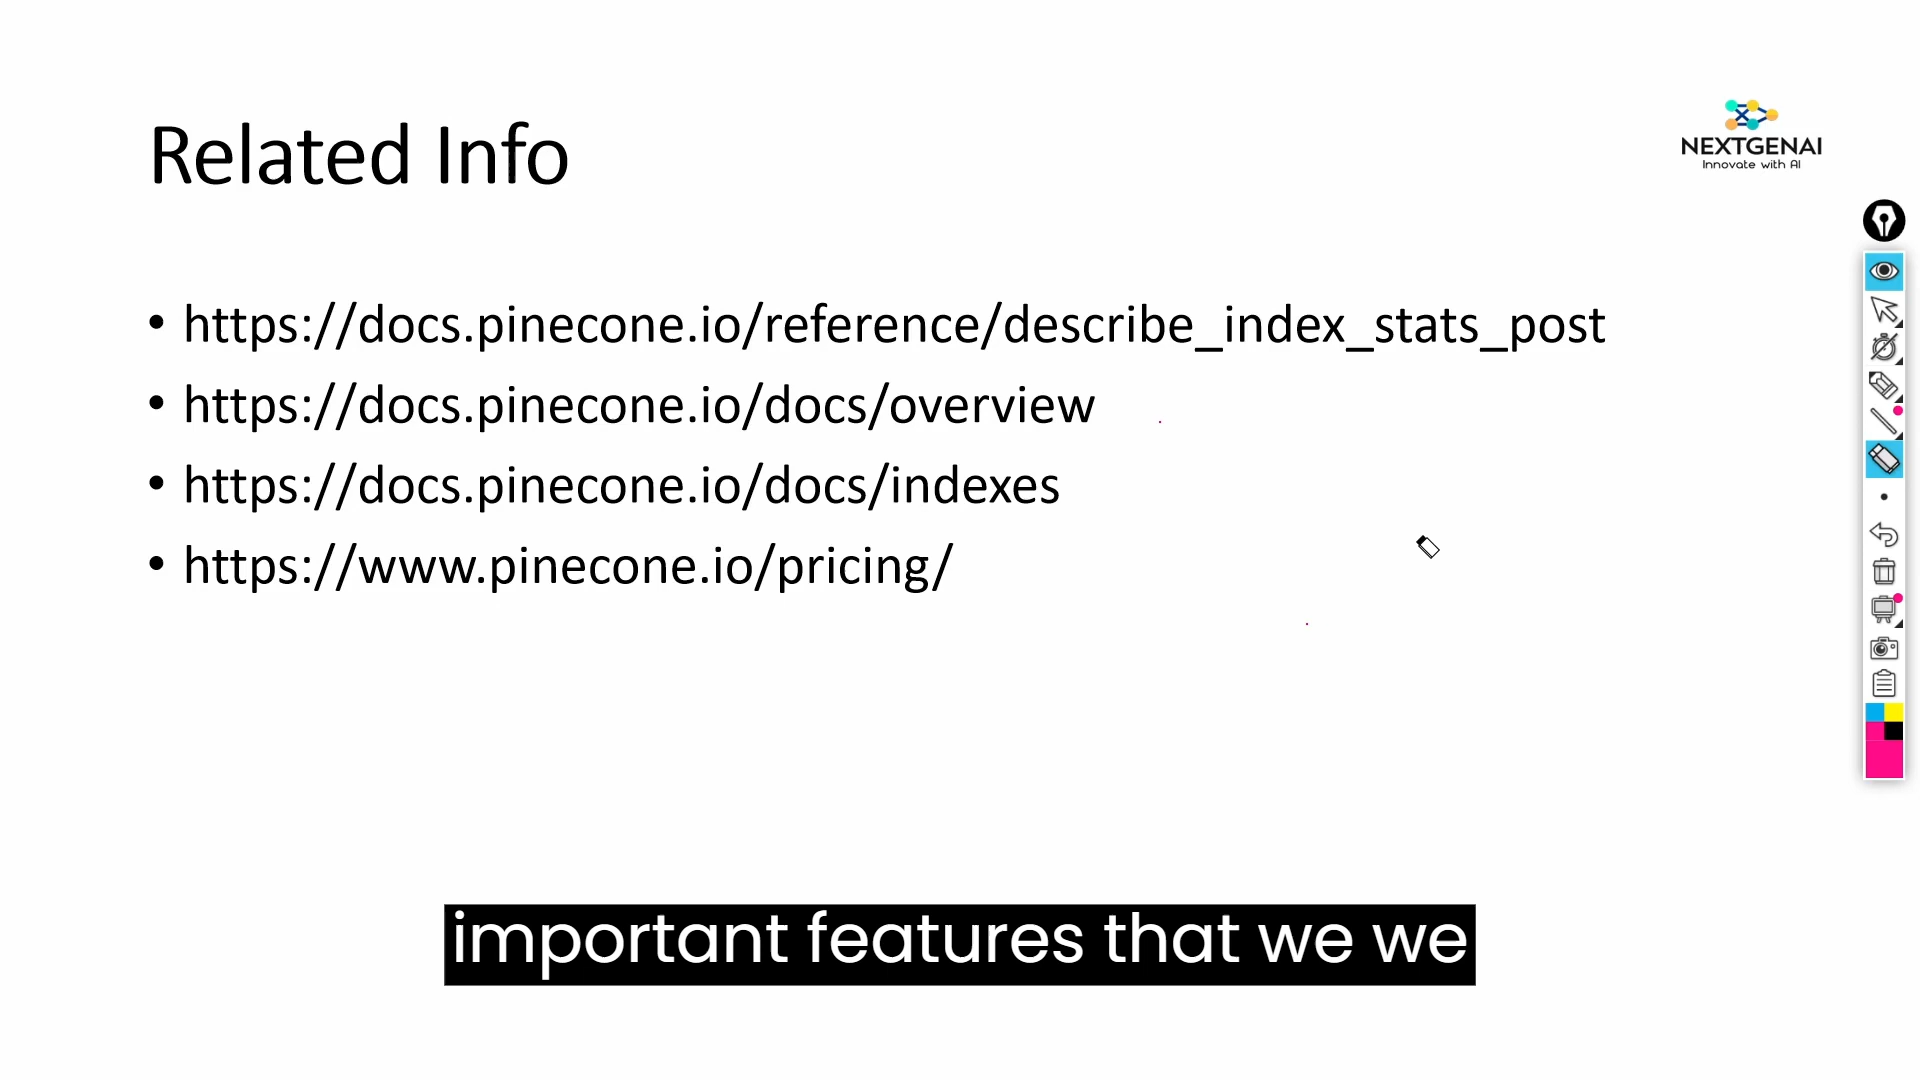 Related Info
NEXTGENAI
Innovate with AI
• https://docs.pinecone.io/reference/describe_index_stats_post
• https://docs.pinecone.io/docs/overview
• https://docs.pinecone.io/docs/indexes
• https://www.pinecone.io/pricing/
important features that we we